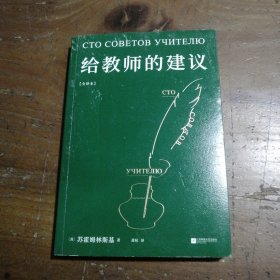 СТО СОВЕТОВ УЧИТЕЛЮ
给教师的建议
【全译本】
СТО
СОВЕТОВ
УЧИТЕЛЮ
苏霍姆林斯基 著